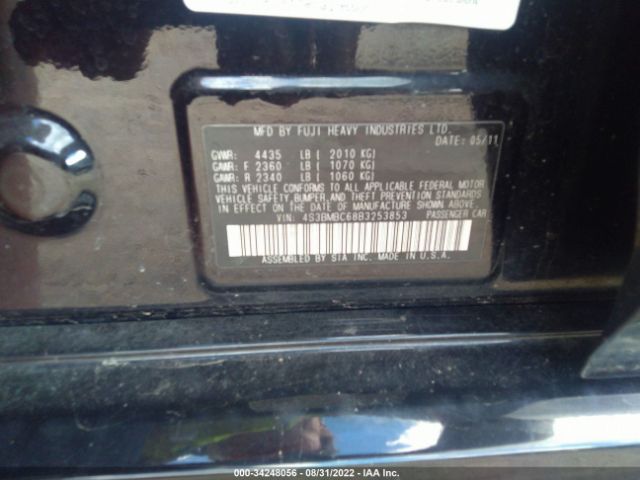 MFD BY FUJI HEAVY INDUSTRIES LTD.
DATE: 05/11
GVWR: 4435 LB ( 2010 KG)
GAWR: F 2360 LB ( 1070 KG)
GAWR: R 2340 LB ( 1060 KG)
THIS VEHICLE CONFORMS TO ALL APPLICABLE FEDERAL MOTOR
VEHICLE SAFETY, BUMPER, AND THEFT PREVENTION STANDARDS
IN EFFECT ON THE DATE OF MANUFACTURE SHOWN ABOVE.
VIN: 4S3BMBC68B3253853 PASSENGER CAR
ASSEMBLED BY SIA INC. MADE IN U.S.A.
000-34248056 - 08/31/2022 - IAA Inc.